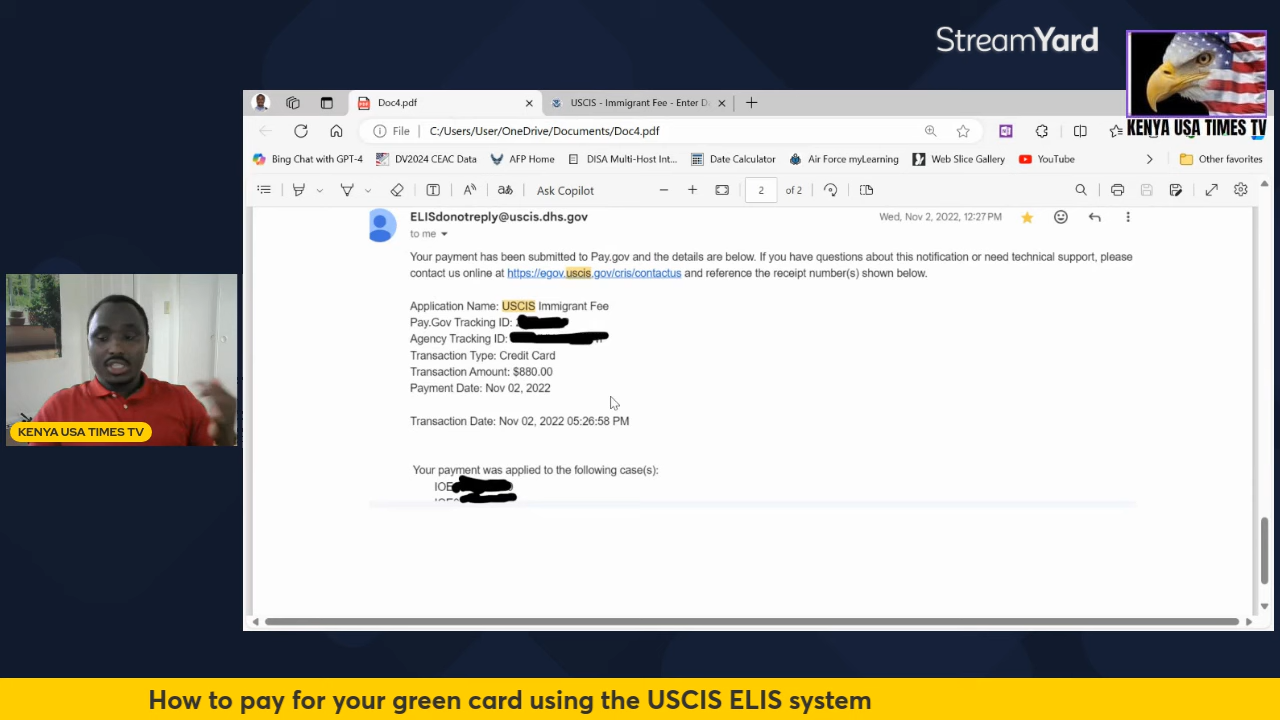 StreamYard
KENYA USA TIMES TV
Doc4.pdf
USCIS - Immigrant Fee - Enter D
File C:/Users/User/OneDrive/Documents/Doc4.pdf
Bing Chat with GPT-4 DV2024 CEAC Data AFP Home DISA Multi-Host Int... Date Calculator Air Force myLearning Web Slice Gallery YouTube Other favorites
Ask Copilot 2 of 2
ELISdonotreply@uscis.dhs.gov Wed, Nov 2, 2022, 12:27 PM
to me
Your payment has been submitted to Pay.gov and the details are below. If you have questions about this notification or need technical support, please
contact us online at https://egov.uscis.gov/cris/contactus and reference the receipt number(s) shown below.
Application Name: USCIS Immigrant Fee
Pay.Gov Tracking ID:
Agency Tracking ID:
Transaction Type: Credit Card
Transaction Amount: $880.00
Payment Date: Nov 02, 2022
Transaction Date: Nov 02, 2022 05:26:58 PM
Your payment was applied to the following case(s):
IOE
KENYA USA TIMES TV
How to pay for your green card using the USCIS ELIS system